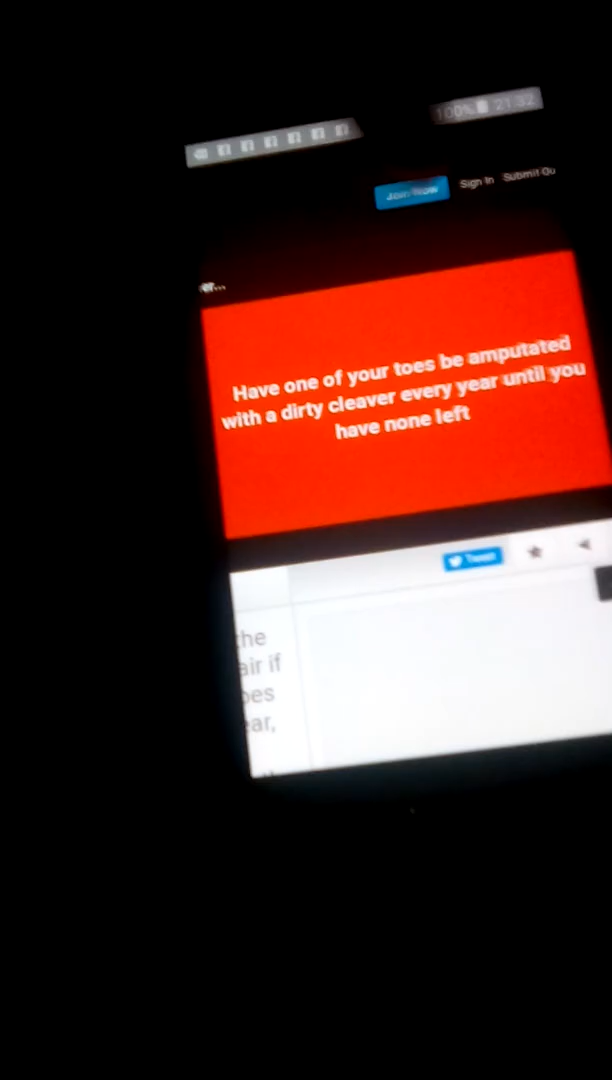 100% 21:32
Join Now Sign In Submit Qu
er...
Have one of your toes be amputated
with a dirty cleaver every year until you
have none left
Tweet
the
air if
oes
ear,